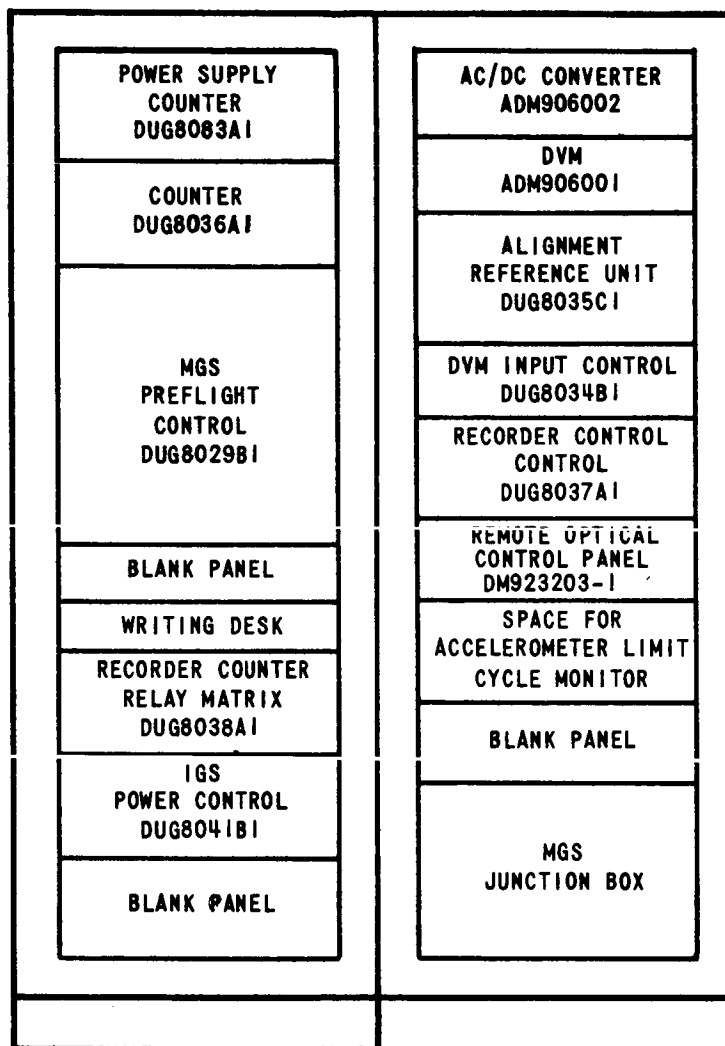 POWER SUPPLY
COUNTER
DUG8083A1
COUNTER
DUG8036A1
MGS
PREFLIGHT
CONTROL
DUG8029B1
BLANK PANEL
WRITING DESK
RECORDER COUNTER
RELAY MATRIX
DUG8038A1
IGS
POWER CONTROL
DUG8041B1
BLANK PANEL
AC/DC CONVERTER
ADM906002
DVM
ADM906001
ALIGNMENT
REFERENCE UNIT
DUG8035C1
DVM INPUT CONTROL
DUG8034B1
RECORDER CONTROL
CONTROL
DUG8037A1
REMOTE OPTICAL
CONTROL PANEL
DM923203-1
SPACE FOR
ACCELEROMETER LIMIT
CYCLE MONITOR
BLANK PANEL
MGS
JUNCTION BOX